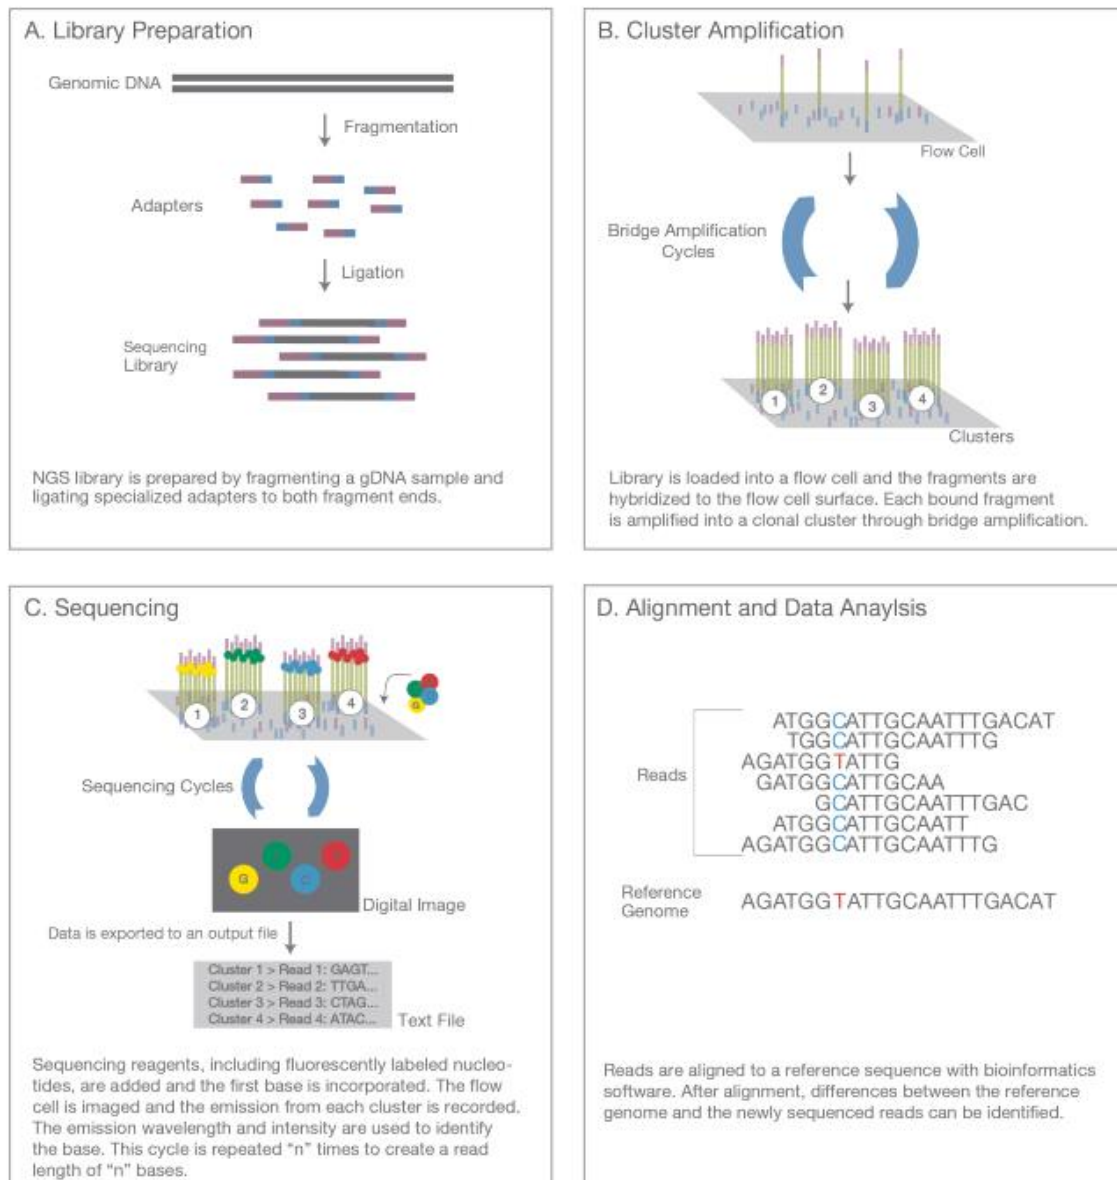 A. Library Preparation
Genomic DNA
Fragmentation
Adapters
Ligation
Sequencing
Library
NGS library is prepared by fragmenting a gDNA sample and
ligating specialized adapters to both fragment ends.
B. Cluster Amplification
Flow Cell
Bridge Amplification
Cycles
1
2
3
4
Clusters
Library is loaded into a flow cell and the fragments are
hybridized to the flow cell surface. Each bound fragment
is amplified into a clonal cluster through bridge amplification.
C. Sequencing
1
2
3
4
G
Sequencing Cycles
G
C
Digital Image
Data is exported to an output file
Cluster 1 > Read 1: GAGT...
Cluster 2 > Read 2: TTGA...
Cluster 3 > Read 3: CTAG...
Cluster 4 > Read 4: ATAC...
Text File
Sequencing reagents, including fluorescently labeled nucleo-
tides, are added and the first base is incorporated. The flow
cell is imaged and the emission from each cluster is recorded.
The emission wavelength and intensity are used to identify
the base. This cycle is repeated “n” times to create a read
length of “n” bases.
D. Alignment and Data Anaylsis
Reads
ATGGCATTGCAATTTGACAT
TGGCATTGCAATTTG
AGATGGTATTG
GATGGCATTGCAA
GCATTGCAATTTGAC
ATGGCATTGCAATT
AGATGGCATTGCAATTTG
Reference
Genome
AGATGGTATTGCAATTTGACAT
Reads are aligned to a reference sequence with bioinformatics
software. After alignment, differences between the reference
genome and the newly sequenced reads can be identified.